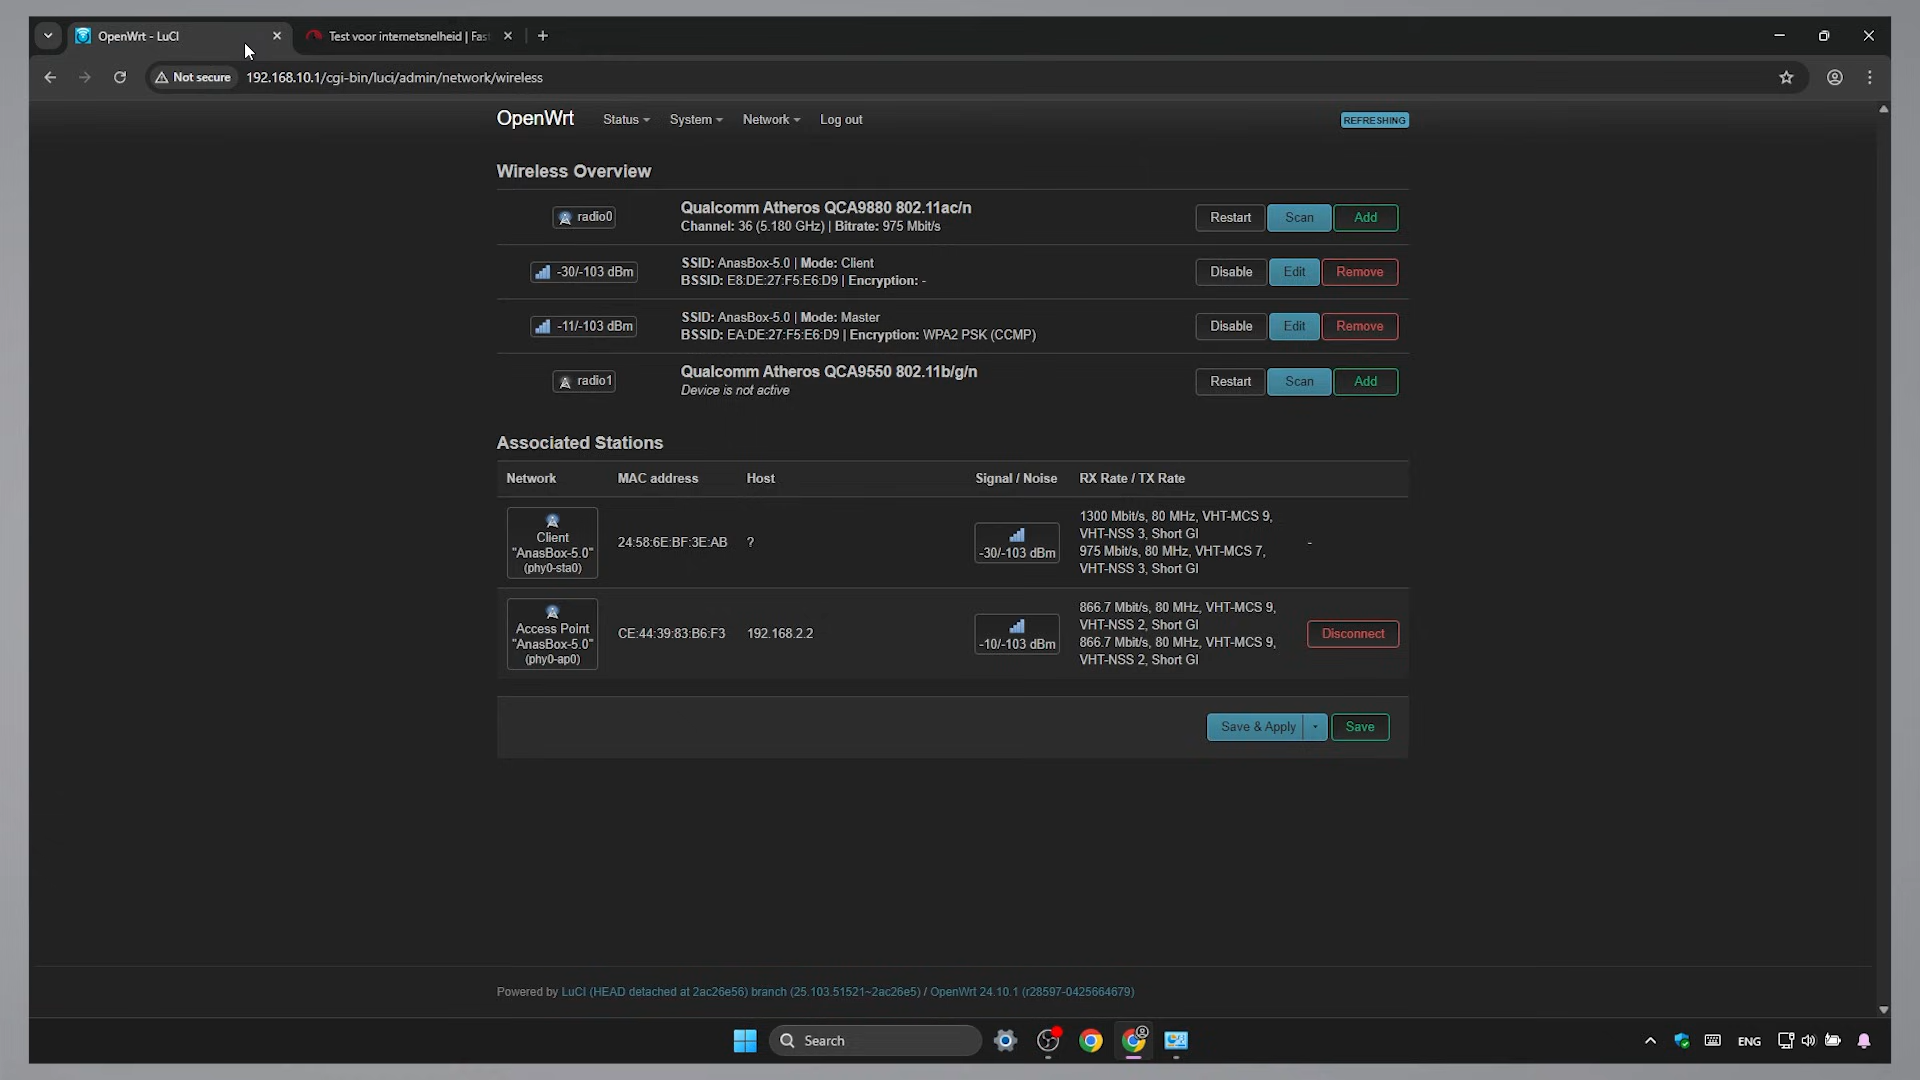 OpenWrt - LuCI
Test voor internetsnelheid | Fas
Not secure
192.168.10.1/cgi-bin/luci/admin/network/wireless
OpenWrt
Status
System
Network
Log out
REFRESHING
Wireless Overview
radio0
Qualcomm Atheros QCA9880 802.11ac/n
Channel: 36 (5.180 GHz) | Bitrate: 975 Mbit/s
Restart
Scan
Add
-30/-103 dBm
SSID: AnasBox-5.0 | Mode: Client
BSSID: E8:DE:27:F5:E6:D9 | Encryption: -
Disable
Edit
Remove
-11/-103 dBm
SSID: AnasBox-5.0 | Mode: Master
BSSID: EA:DE:27:F5:E6:D9 | Encryption: WPA2 PSK (CCMP)
Disable
Edit
Remove
radio1
Qualcomm Atheros QCA9550 802.11b/g/n
Device is not active
Restart
Scan
Add
Associated Stations
Network
MAC address
Host
Signal / Noise
RX Rate / TX Rate
Client
"AnasBox-5.0"
(phy0-sta0)
24:58:6E:BF:3E:AB
?
-30/-103 dBm
1300 Mbit/s, 80 MHz, VHT-MCS 9,
VHT-NSS 3, Short GI
975 Mbit/s, 80 MHz, VHT-MCS 7,
VHT-NSS 3, Short GI
-
Access Point
"AnasBox-5.0"
(phy0-ap0)
CE:44:39:83:B6:F3
192.168.2.2
-10/-103 dBm
866.7 Mbit/s, 80 MHz, VHT-MCS 9,
VHT-NSS 2, Short GI
866.7 Mbit/s, 80 MHz, VHT-MCS 9,
VHT-NSS 2, Short GI
Disconnect
Save & Apply
Save
Powered by LuCI (HEAD detached at 2ac26e56) branch (25.103.51521~2ac26e5) / OpenWrt 24.10.1 (r28597-0425664679)
Search
ENG